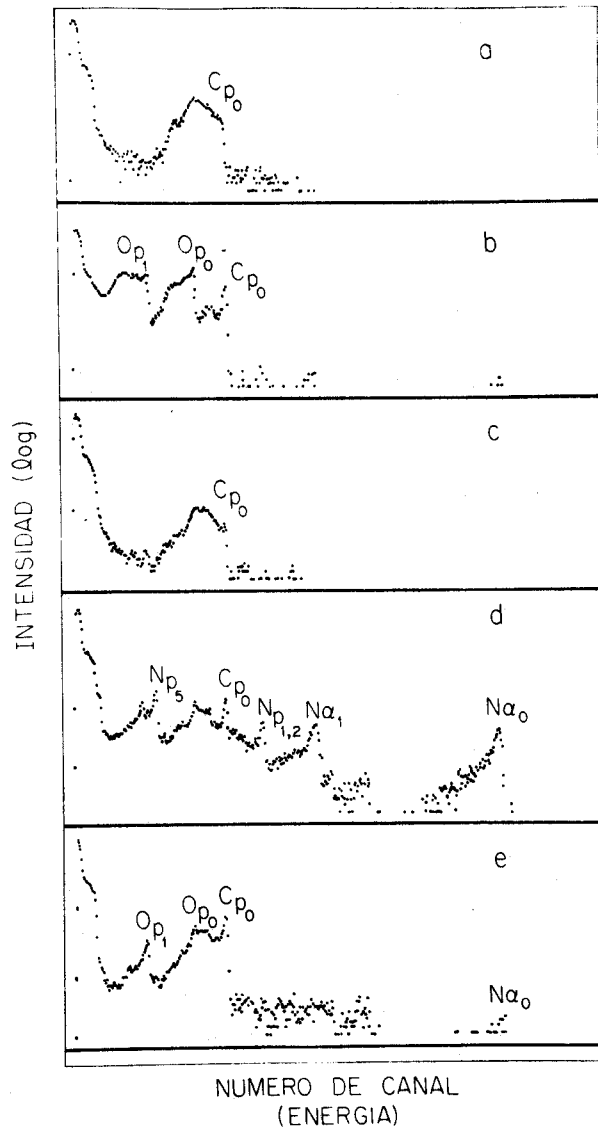 a
Cp₀
b
Op₁ Op₀ Cp₀
c
Cp₀
d
Np₅ Cp₀ Np₁,₂ Nα₁ Nα₀
e
Op₁ Op₀ Cp₀ Nα₀
INTENSIDAD (log)
NUMERO DE CANAL
(ENERGIA)